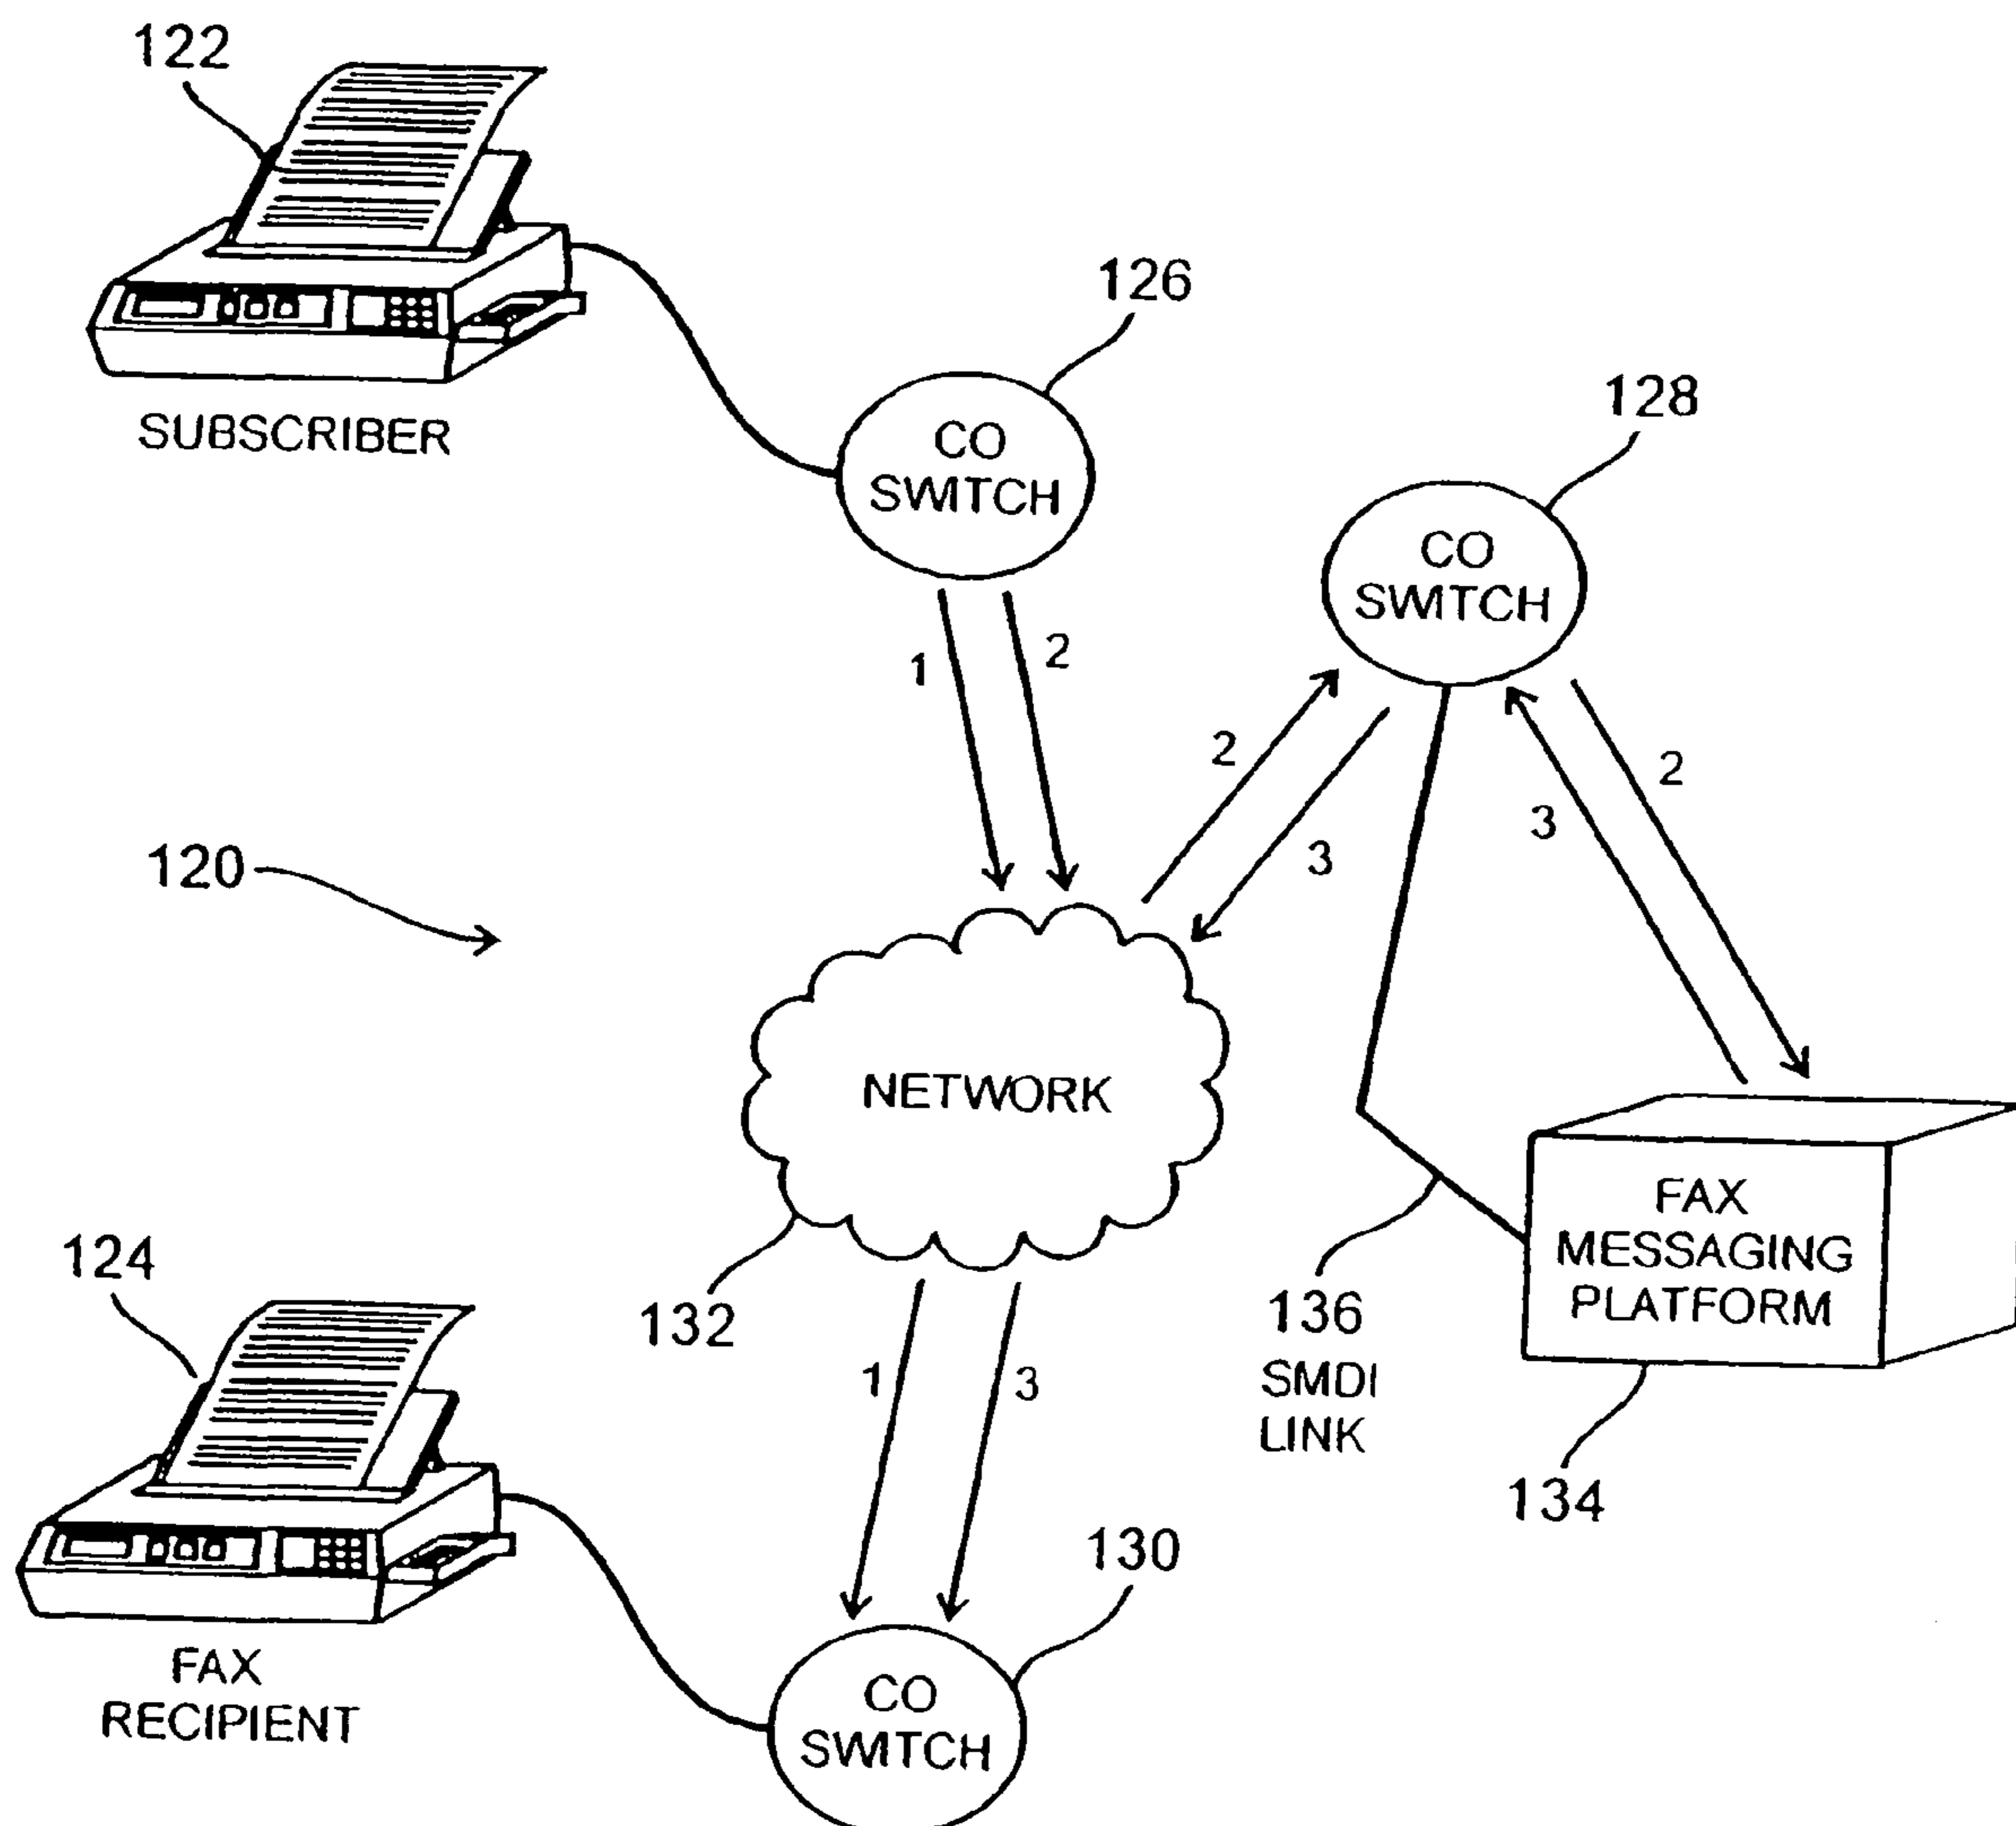 122
SUBSCRIBER
126
CO
SWITCH
128
CO
SWITCH
1
2
2
3
3
2
120
NETWORK
132
136
SMDI
LINK
FAX
MESSAGING
PLATFORM
134
124
FAX
RECIPIENT
1
3
130
CO
SWITCH